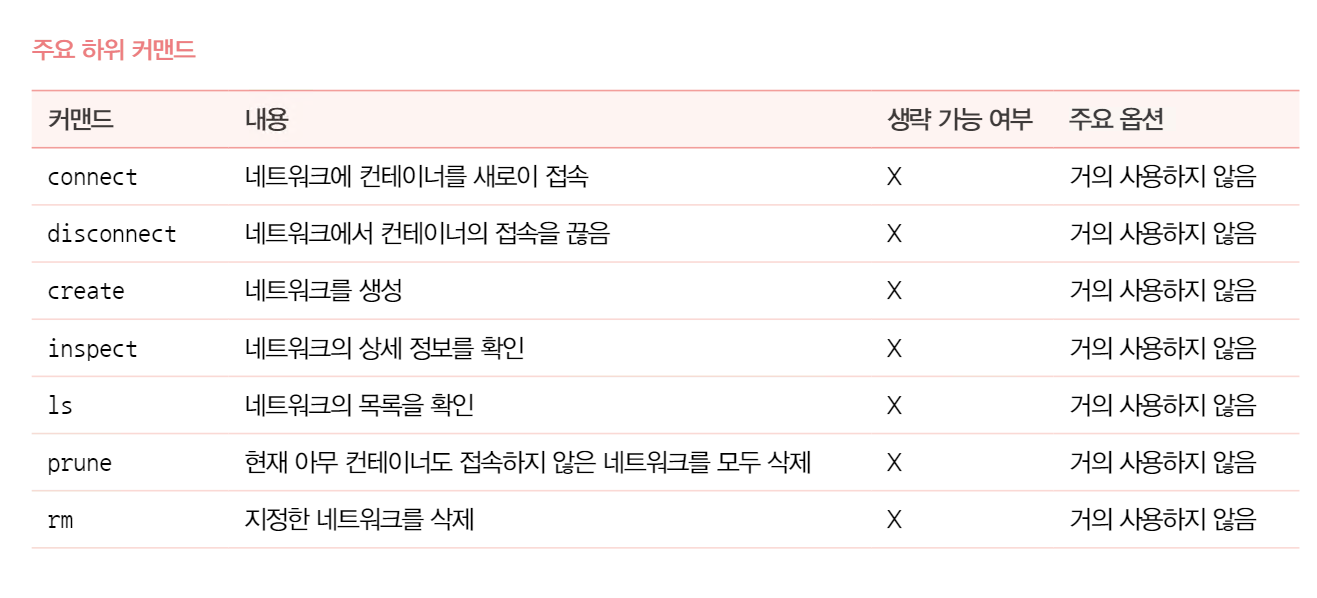 주요 하위 커맨드
커맨드 내용 생략 가능 여부 주요 옵션
connect 네트워크에 컨테이너를 새로이 접속 X 거의 사용하지 않음
disconnect 네트워크에서 컨테이너의 접속을 끊음 X 거의 사용하지 않음
create 네트워크를 생성 X 거의 사용하지 않음
inspect 네트워크의 상세 정보를 확인 X 거의 사용하지 않음
ls 네트워크의 목록을 확인 X 거의 사용하지 않음
prune 현재 아무 컨테이너도 접속하지 않은 네트워크를 모두 삭제 X 거의 사용하지 않음
rm 지정한 네트워크를 삭제 X 거의 사용하지 않음